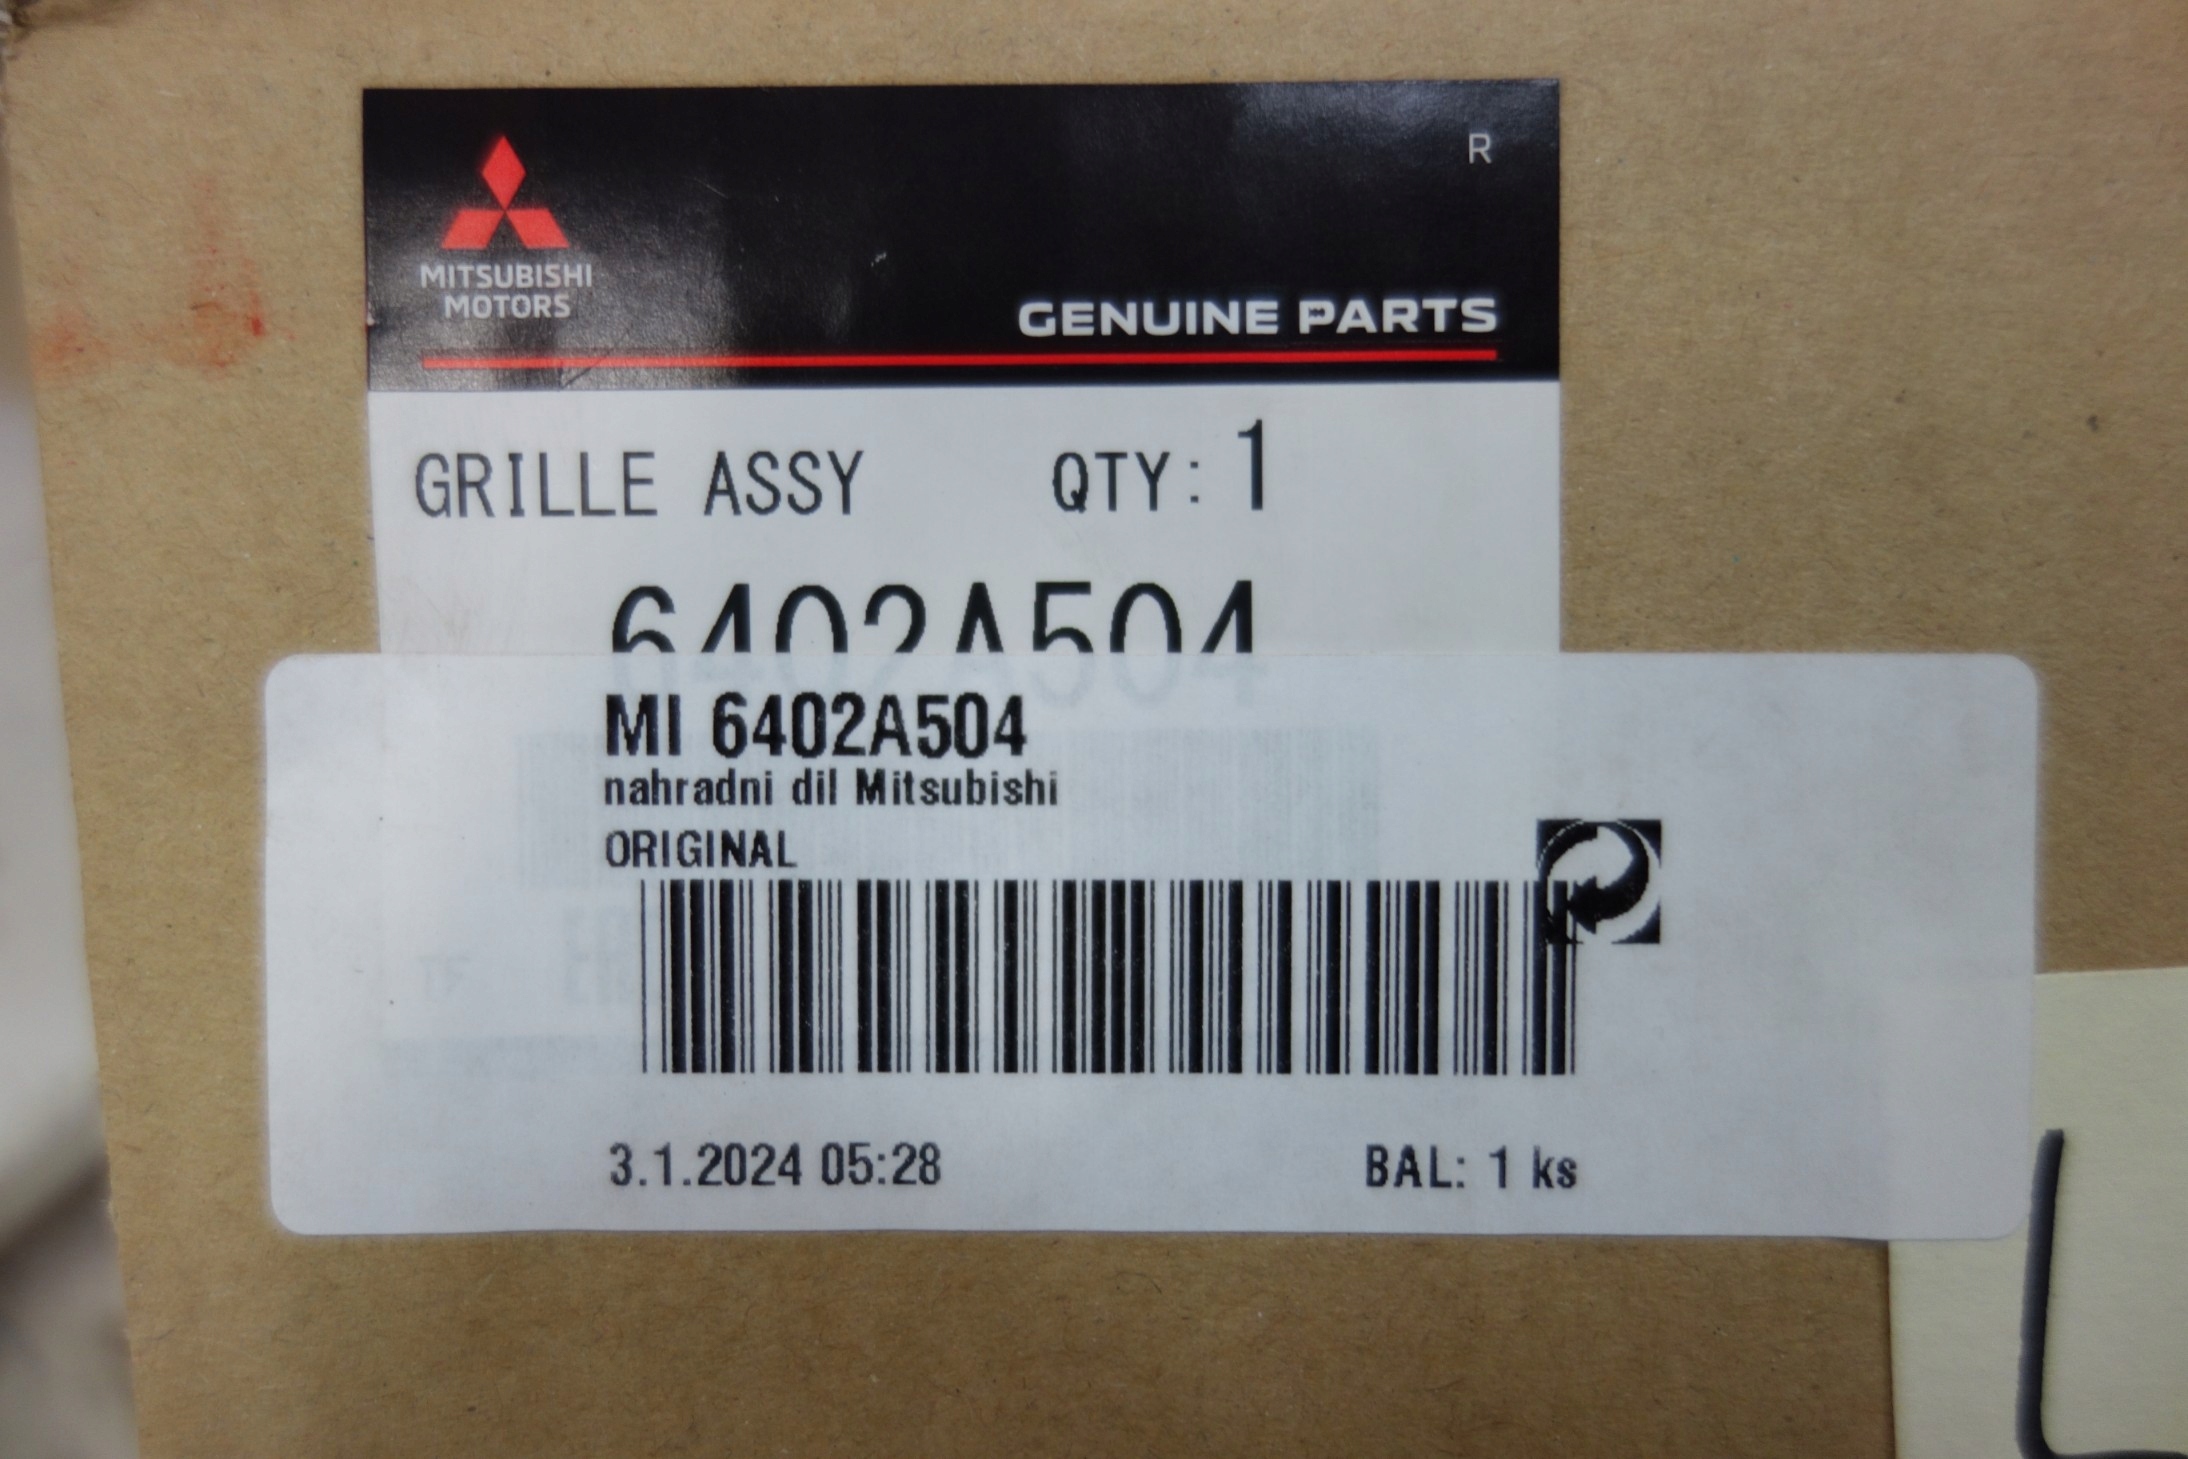 R
MITSUBISHI
MOTORS
GENUINE PARTS
GRILLE ASSY QTY: 1
6402A504
MI 6402A504
nahradni dil Mitsubishi
ORIGINAL
3.1.2024 05:28 BAL: 1 ks